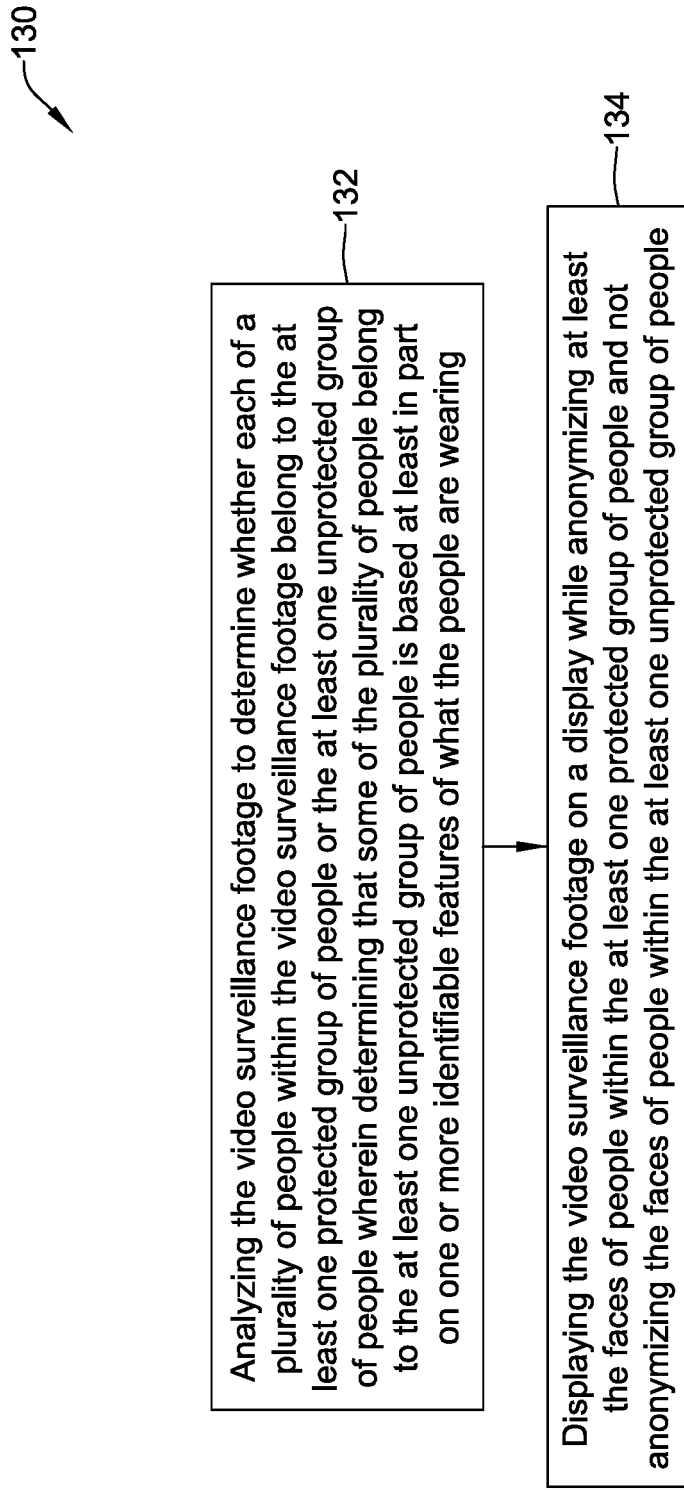 130
132
Analyzing the video surveillance footage to determine whether each of a
plurality of people within the video surveillance footage belong to the at
least one protected group of people or the at least one unprotected group
of people wherein determining that some of the plurality of people belong
to the at least one unprotected group of people is based at least in part
on one or more identifiable features of what the people are wearing
134
Displaying the video surveillance footage on a display while anonymizing at least
the faces of people within the at least one protected group of people and not
anonymizing the faces of people within the at least one unprotected group of people